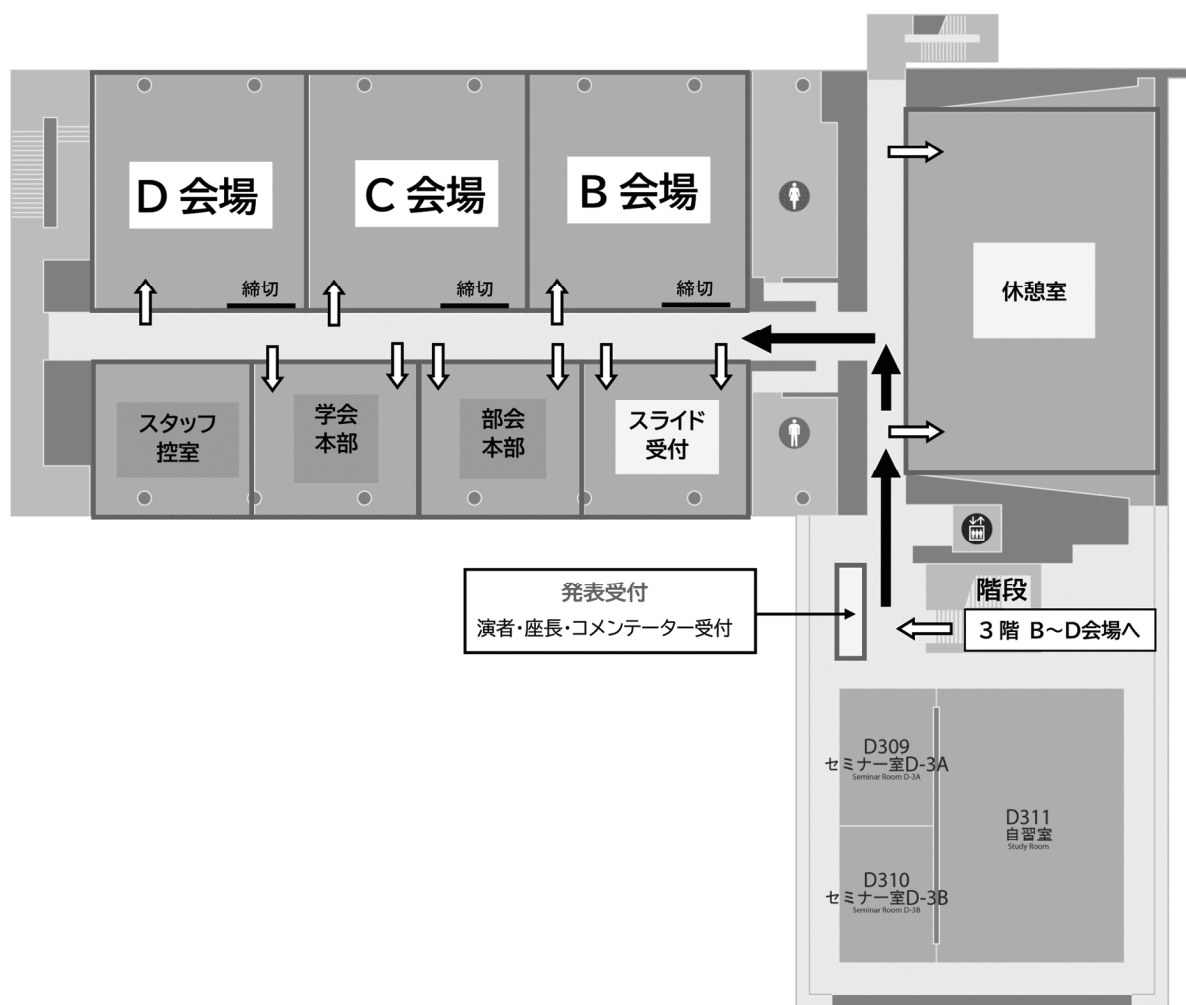 D 会場
C 会場
B 会場
締切
締切
締切
休憩室
スタッフ
控室
学会
本部
部会
本部
スライド
受付
発表受付
演者・座長・コメンテーター受付
階段
3階 B～D会場へ
D309
セミナー室D-3A
Seminar Room D-3A
D310
セミナー室D-3B
Seminar Room D-3B
D311
自習室
Study Room